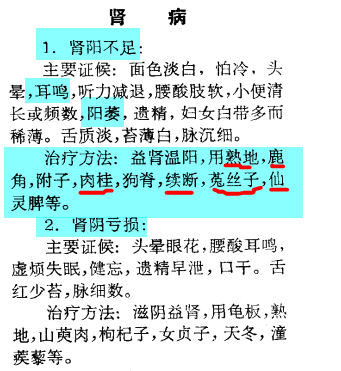 肾病
1. 肾阳不足:
主要证候: 面色淡白, 怕冷, 头
晕, 耳鸣, 听力减退, 腰酸肢软, 小便清
长或频数, 阳萎, 遗精, 妇女白带多而
稀薄。舌质淡, 苔薄白, 脉沉细。
治疗方法: 益肾温阳, 用熟地, 鹿
角, 附子, 肉桂, 狗脊, 续断, 菟丝子, 仙
灵脾等。
2. 肾阴亏损:
主要证候: 头晕眼花, 腰酸耳鸣,
虚烦失眠, 健忘, 遗精早泄, 口干。舌
红少苔, 脉细数。
治疗方法: 滋阴益肾, 用龟板, 熟
地, 山萸肉, 枸杞子, 女贞子, 天冬, 潼
蒺藜等。